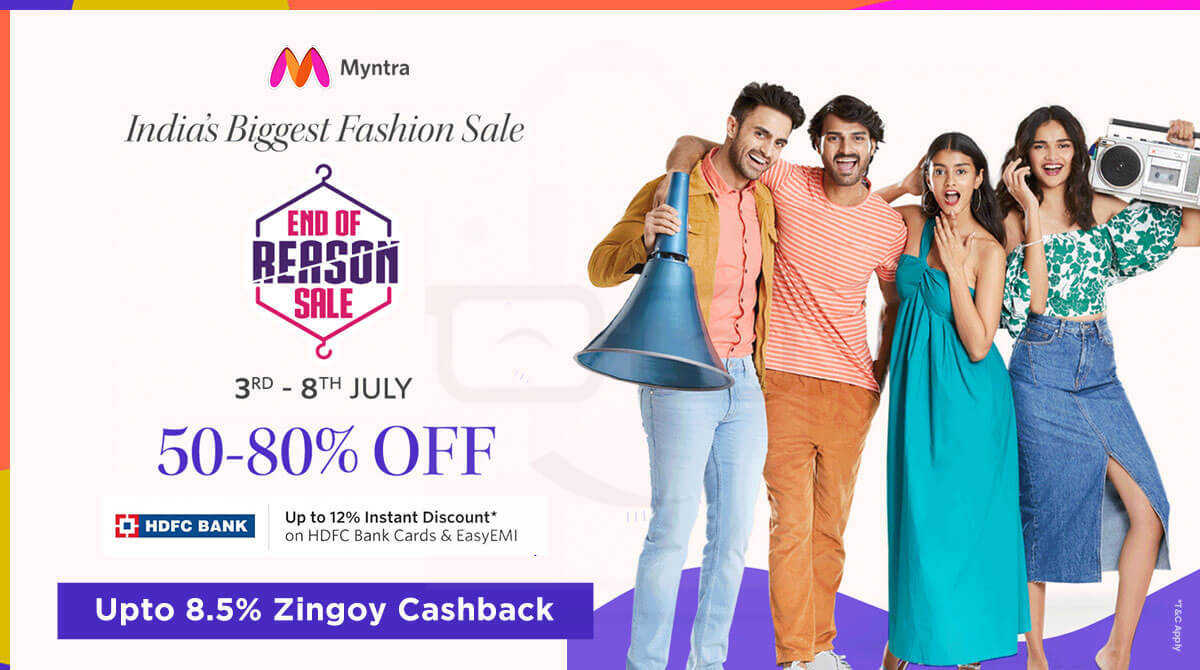 Myntra
India's Biggest Fashion Sale
END OF
REASON
SALE
3RD - 8TH JULY
50-80% OFF
HDFC BANK
Up to 12% Instant Discount*
on HDFC Bank Cards & EasyEMI
Upto 8.5% Zingoy Cashback
*T&C Apply